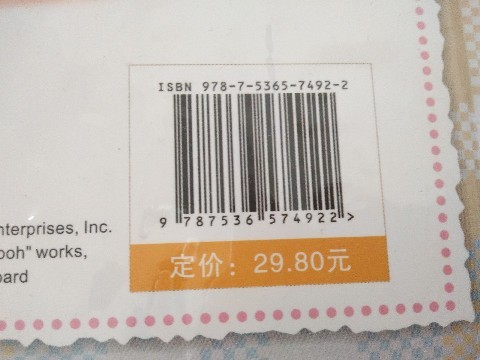 ISBN 978-7-5365-7492-2
9 787536 574922 >
nterprises, Inc.
ooh" works,
oard
定价：29.80元